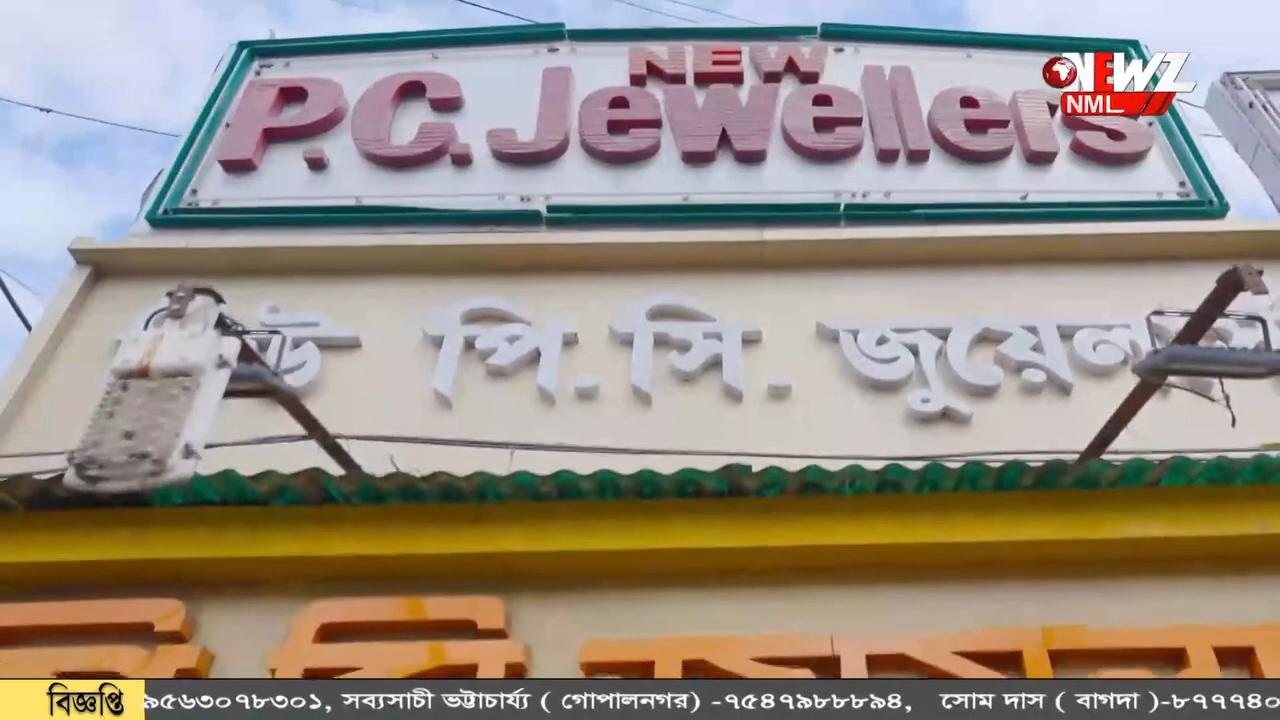 NEW
P.C. Jewellers
NEWZ
NML
উ পি.সি. জুয়েল
বিজ্ঞপ্তি
৯৫৬৩০৭৮৩০১, সব্যসাচী ভট্টাচার্য্য ( গোপালনগর) -৭৫৪৭৯৮৮৮৯৪, সোম দাস ( বাগদা ) -৮৭৭৭৪০